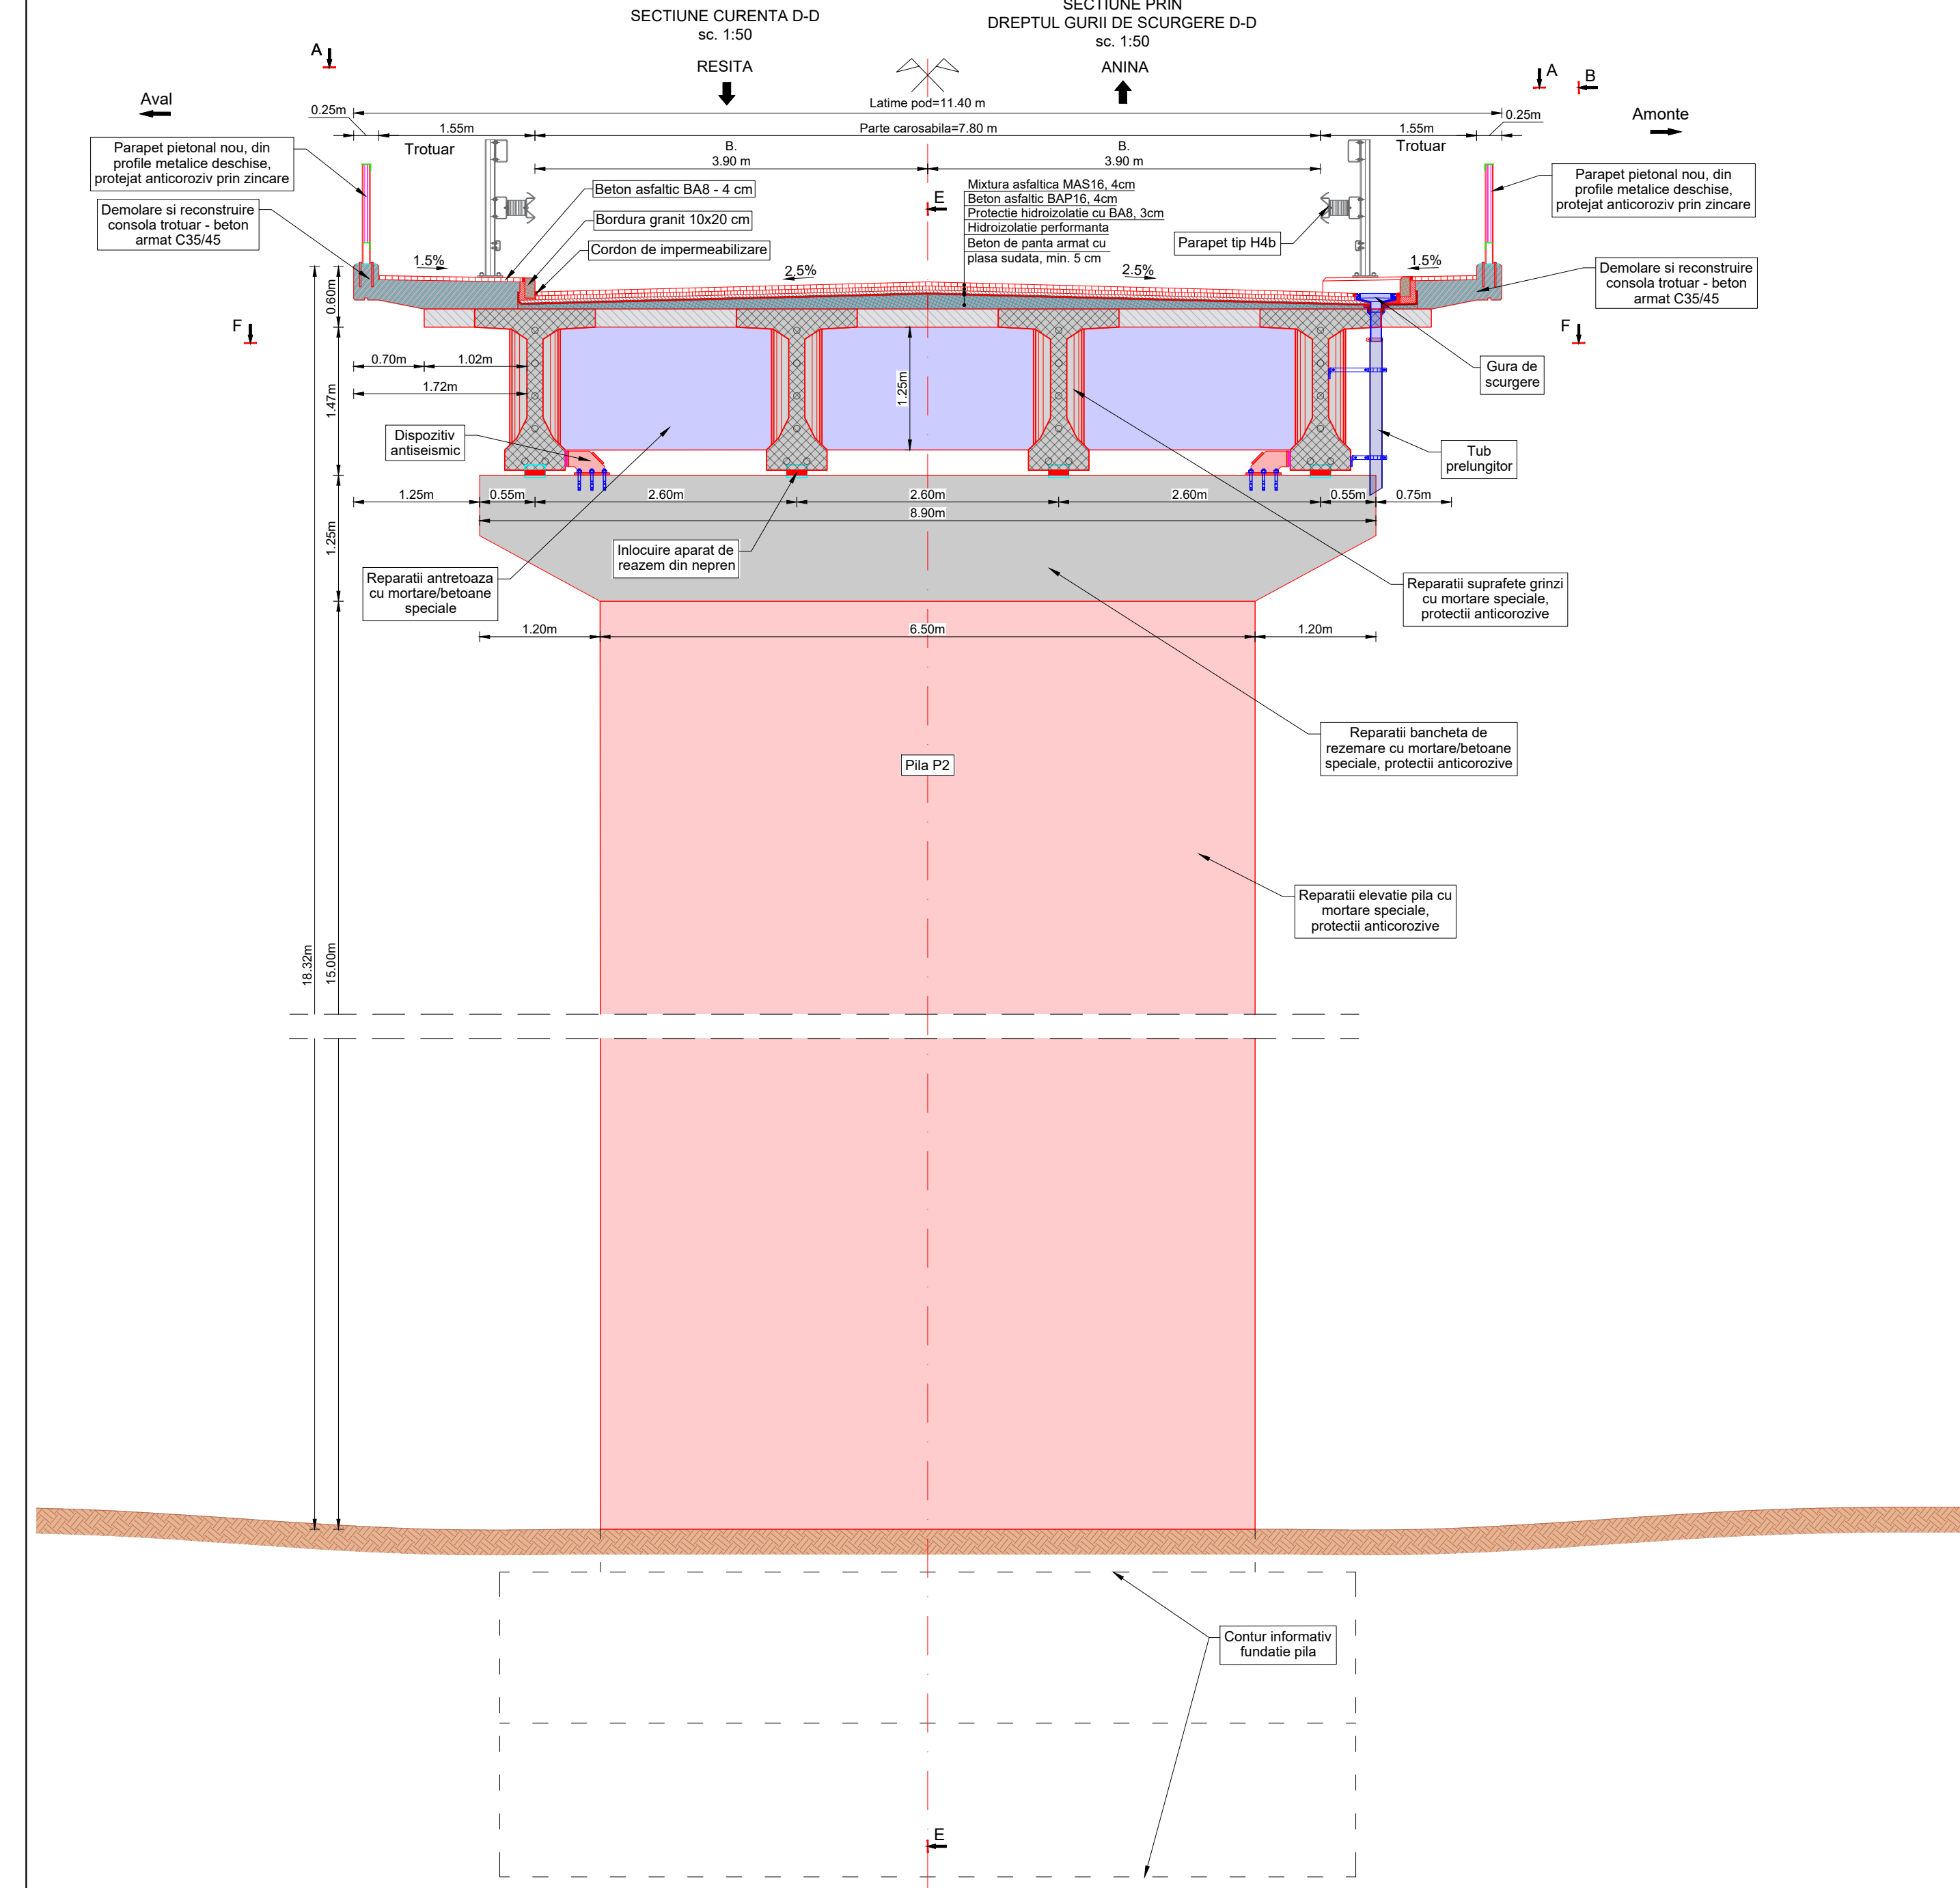 SECTIUNE CURENTA D-D
sc. 1:50
RESITA
SECTIUNE PRIN
DREPTUL GURII DE SCURGERE D-D
sc. 1:50
ANINA
A
A
B
Aval
Amonte
Latime pod=11.40 m
0.25m
1.55m
Parte carosabila=7.80 m
1.55m
0.25m
Trotuar
Trotuar
B.
3.90 m
B.
3.90 m
Parapet pietonal nou, din
profile metalice deschise,
protejat anticoroziv prin zincare
Demolare si reconstruire
consola trotuar - beton
armat C35/45
Beton asfaltic BA8 - 4 cm
Bordura granit 10x20 cm
Cordon de impermeabilizare
E
Mixtura asfaltica MAS16, 4cm
Beton asfaltic BAP16, 4cm
Protectie hidroizolatie cu BA8, 3cm
Hidroizolatie performanta
Beton de panta armat cu
plasa sudata, min. 5 cm
Parapet tip H4b
Parapet pietonal nou, din
profile metalice deschise,
protejat anticoroziv prin zincare
Demolare si reconstruire
consola trotuar - beton
armat C35/45
1.5%
2.5%
2.5%
1.5%
0.60m
F
F
0.70m
1.02m
1.72m
1.47m
1.25m
Gura de
scurgere
Dispozitiv
antiseismic
Tub
prelungitor
1.25m
0.55m
2.60m
2.60m
2.60m
0.55m
0.75m
8.90m
1.25m
Inlocuire aparat de
reazem din nepren
Reparatii antretoaza
cu mortare/betoane
speciale
Reparatii suprafete grinzi
cu mortare speciale,
protectii anticorozive
1.20m
6.50m
1.20m
Reparatii bancheta de
rezemare cu mortare/betoane
speciale, protectii anticorozive
Pila P2
Reparatii elevatie pila cu
mortare speciale,
protectii anticorozive
18.32m
15.00m
Contur informativ
fundatie pila
E